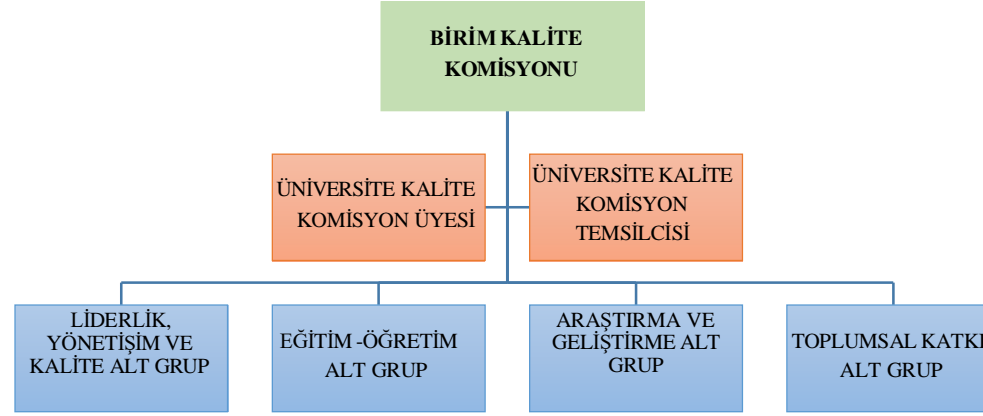 BİRİM KALİTE
KOMİSYONU
ÜNİVERSİTE KALİTE
KOMİSYON ÜYESİ
ÜNİVERSİTE KALİTE
KOMİSYON
TEMSİLCİSİ
LİDERLİK,
YÖNETİŞİM VE
KALİTE ALT GRUP
EĞİTİM -ÖĞRETİM
ALT GRUP
ARAŞTIRMA VE
GELİŞTİRME ALT
GRUP
TOPLUMSAL KATKI
ALT GRUP